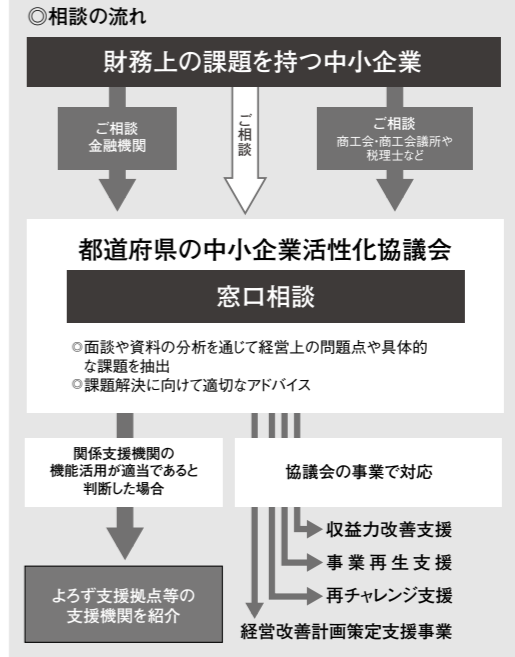 ◎相談の流れ
財務上の課題を持つ中小企業
ご相談
金融機関
ご相談
ご相談
商工会・商工会議所や
税理士など
都道府県の中小企業活性化協議会
窓口相談
◎面談や資料の分析を通じて経営上の問題点や具体的
な課題を抽出
◎課題解決に向けて適切なアドバイス
関係支援機関の
機能活用が適当であると
判断した場合
協議会の事業で対応
収益力改善支援
事業再生支援
再チャレンジ支援
経営改善計画策定支援事業
よろず支援拠点等の
支援機関を紹介